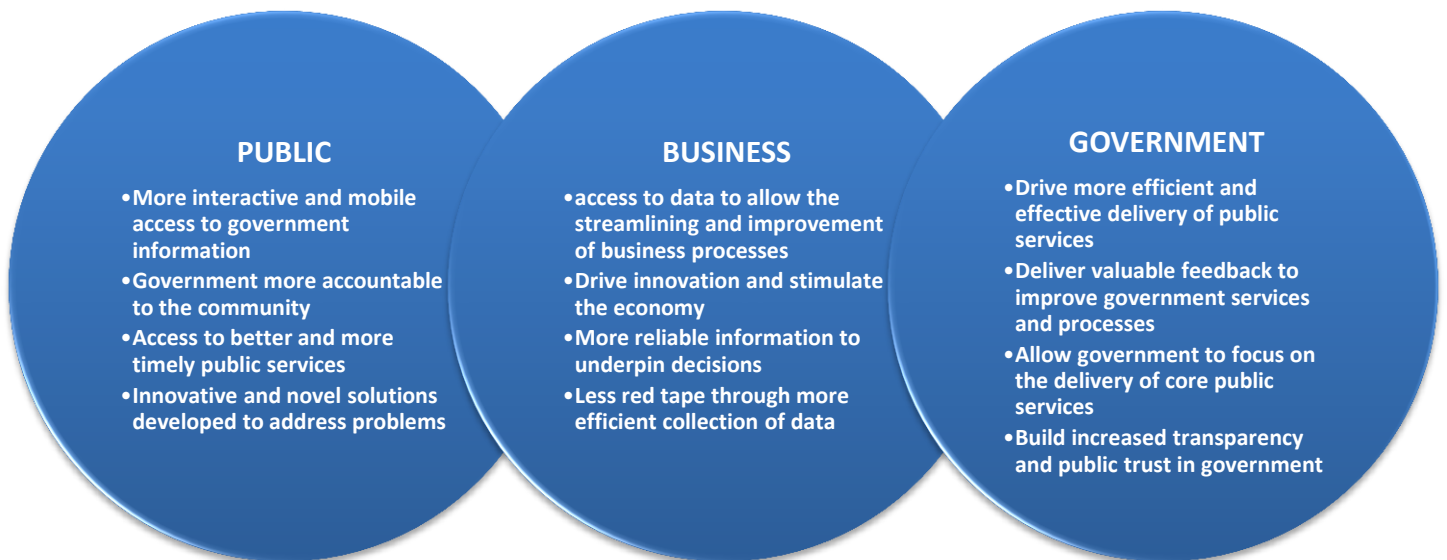 PUBLIC
•More interactive and mobile
access to government
information
•Government more accountable
to the community
•Access to better and more
timely public services
•Innovative and novel solutions
developed to address problems
BUSINESS
•access to data to allow the
streamlining and improvement
of business processes
•Drive innovation and stimulate
the economy
•More reliable information to
underpin decisions
•Less red tape through more
efficient collection of data
GOVERNMENT
•Drive more efficient and
effective delivery of public
services
•Deliver valuable feedback to
improve government services
and processes
•Allow government to focus on
the delivery of core public
services
•Build increased transparency
and public trust in government